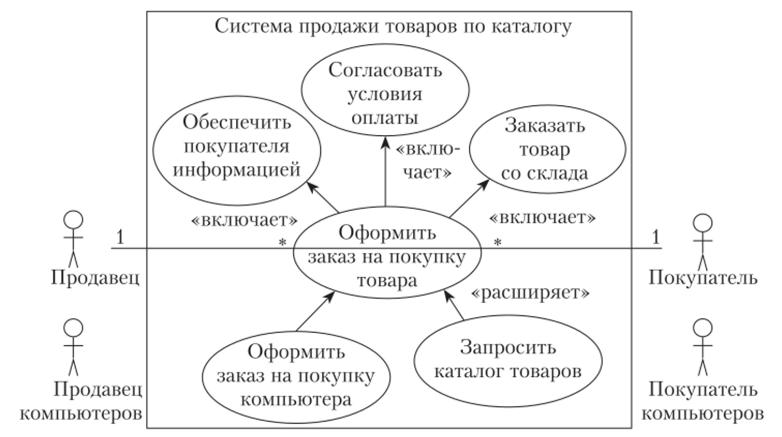 Система продажи товаров по каталогу
Согласовать
условия
оплаты
Обеспечить
покупателя
информацией
Заказать
товар
со склада
«вклю-
чает»
«включает»
«включает»
1
*
Оформить
заказ на покупку
товара
*
1
Продавец
Покупатель
«расширяет»
Оформить
заказ на покупку
компьютера
Запросить
каталог товаров
Продавец
компьютеров
Покупатель
компьютеров